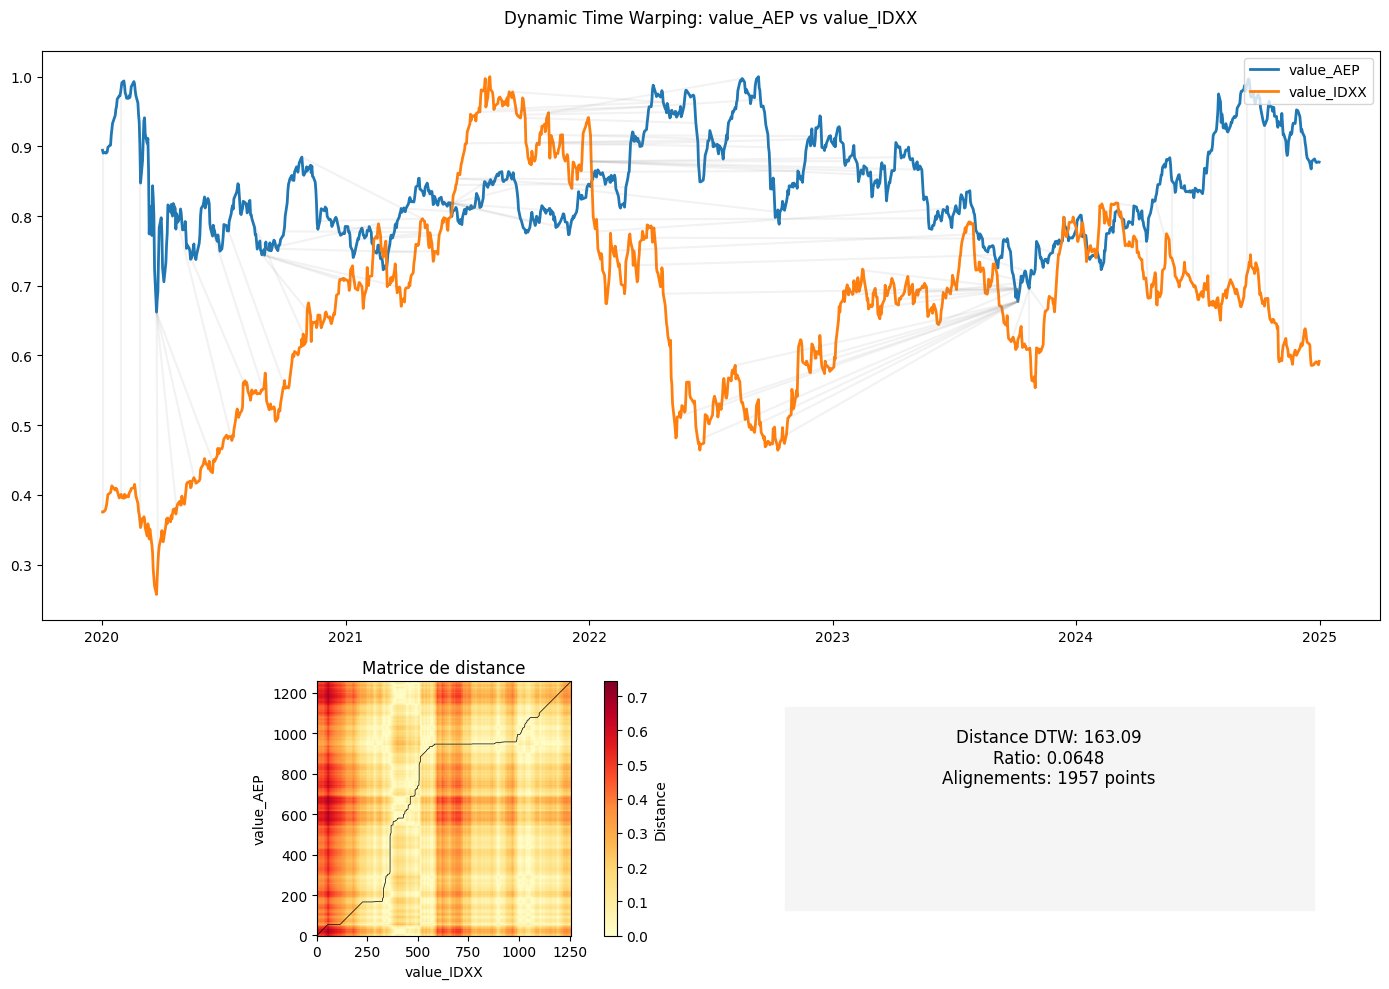 Dynamic Time Warping: value_AEP vs value_IDXX
value_AEP
value_IDXX
1.0
0.9
0.8
0.7
0.6
0.5
0.4
0.3
2020 2021 2022 2023 2024 2025
Matrice de distance
value_AEP
1200
1000
800
600
400
200
0
0 250 500 750 1000 1250
value_IDXX
0.7
0.6
0.5
0.4
0.3
0.2
0.1
0.0
Distance
Distance DTW: 163.09
Ratio: 0.0648
Alignements: 1957 points